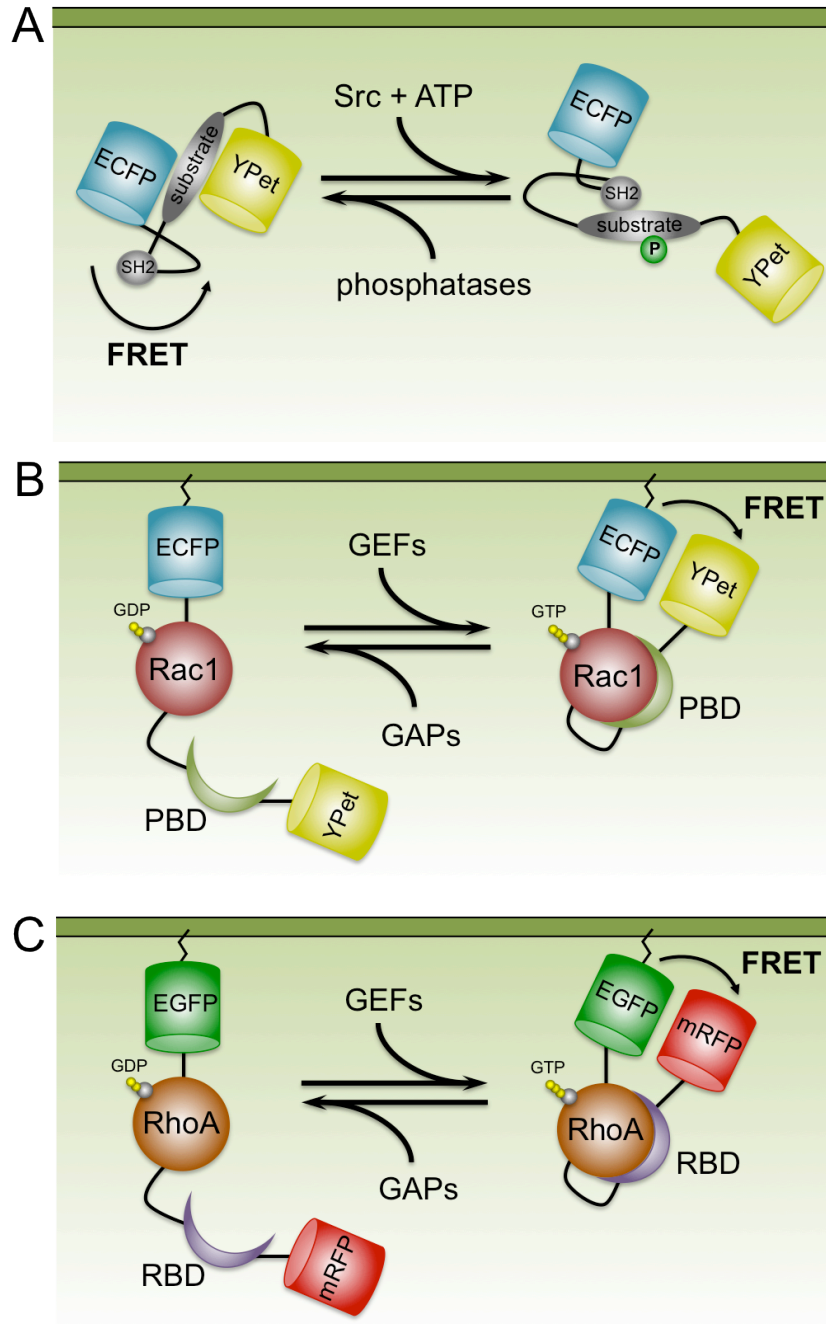 A
Src + ATP
ECFP
substrate
YPet
SH2
FRET
phosphatases
ECFP
SH2
substrate
P
YPet
B
ECFP
GDP
Rac1
PBD
YPet
GEFs
GAPs
FRET
ECFP
YPet
GTP
Rac1
PBD
C
EGFP
GDP
RhoA
RBD
mRFP
GEFs
GAPs
FRET
EGFP
mRFP
GTP
RhoA
RBD